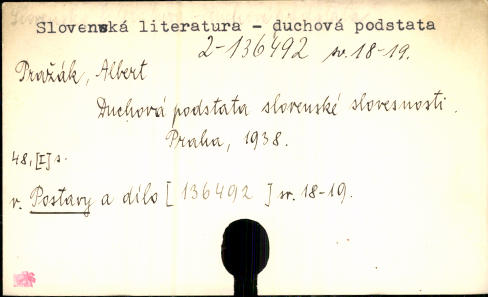 Slovenská literatura - duchová podstata
2-136492 sv. 18-19.
Pražák, Albert
Duchová podstata slovenské slovesnosti.
Praha, 1938.
48, [I] s.
v. Postavy a dílo [ 136492 ] sv. 18-19.